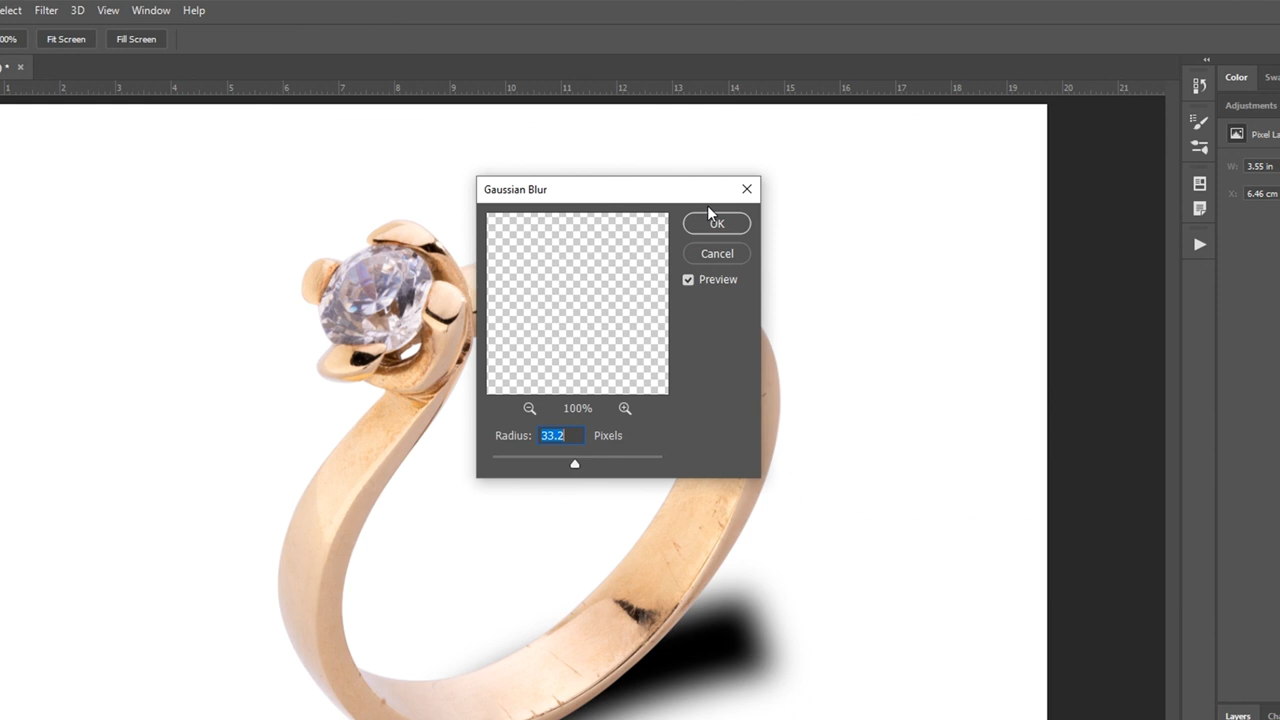 elect Filter 3D View Window Help
00% Fit Screen Fill Screen
) * ×
1 2 3 4 5 6 7 8 9 10 11 12 13 14 15 16 17 18 19 20 21
Color Swa
Adjustments
Pixel La
W: 3.55 in
X: 6.46 cm
Gaussian Blur
OK
Cancel
Preview
100%
Radius: 33.2 Pixels
Layers Ch